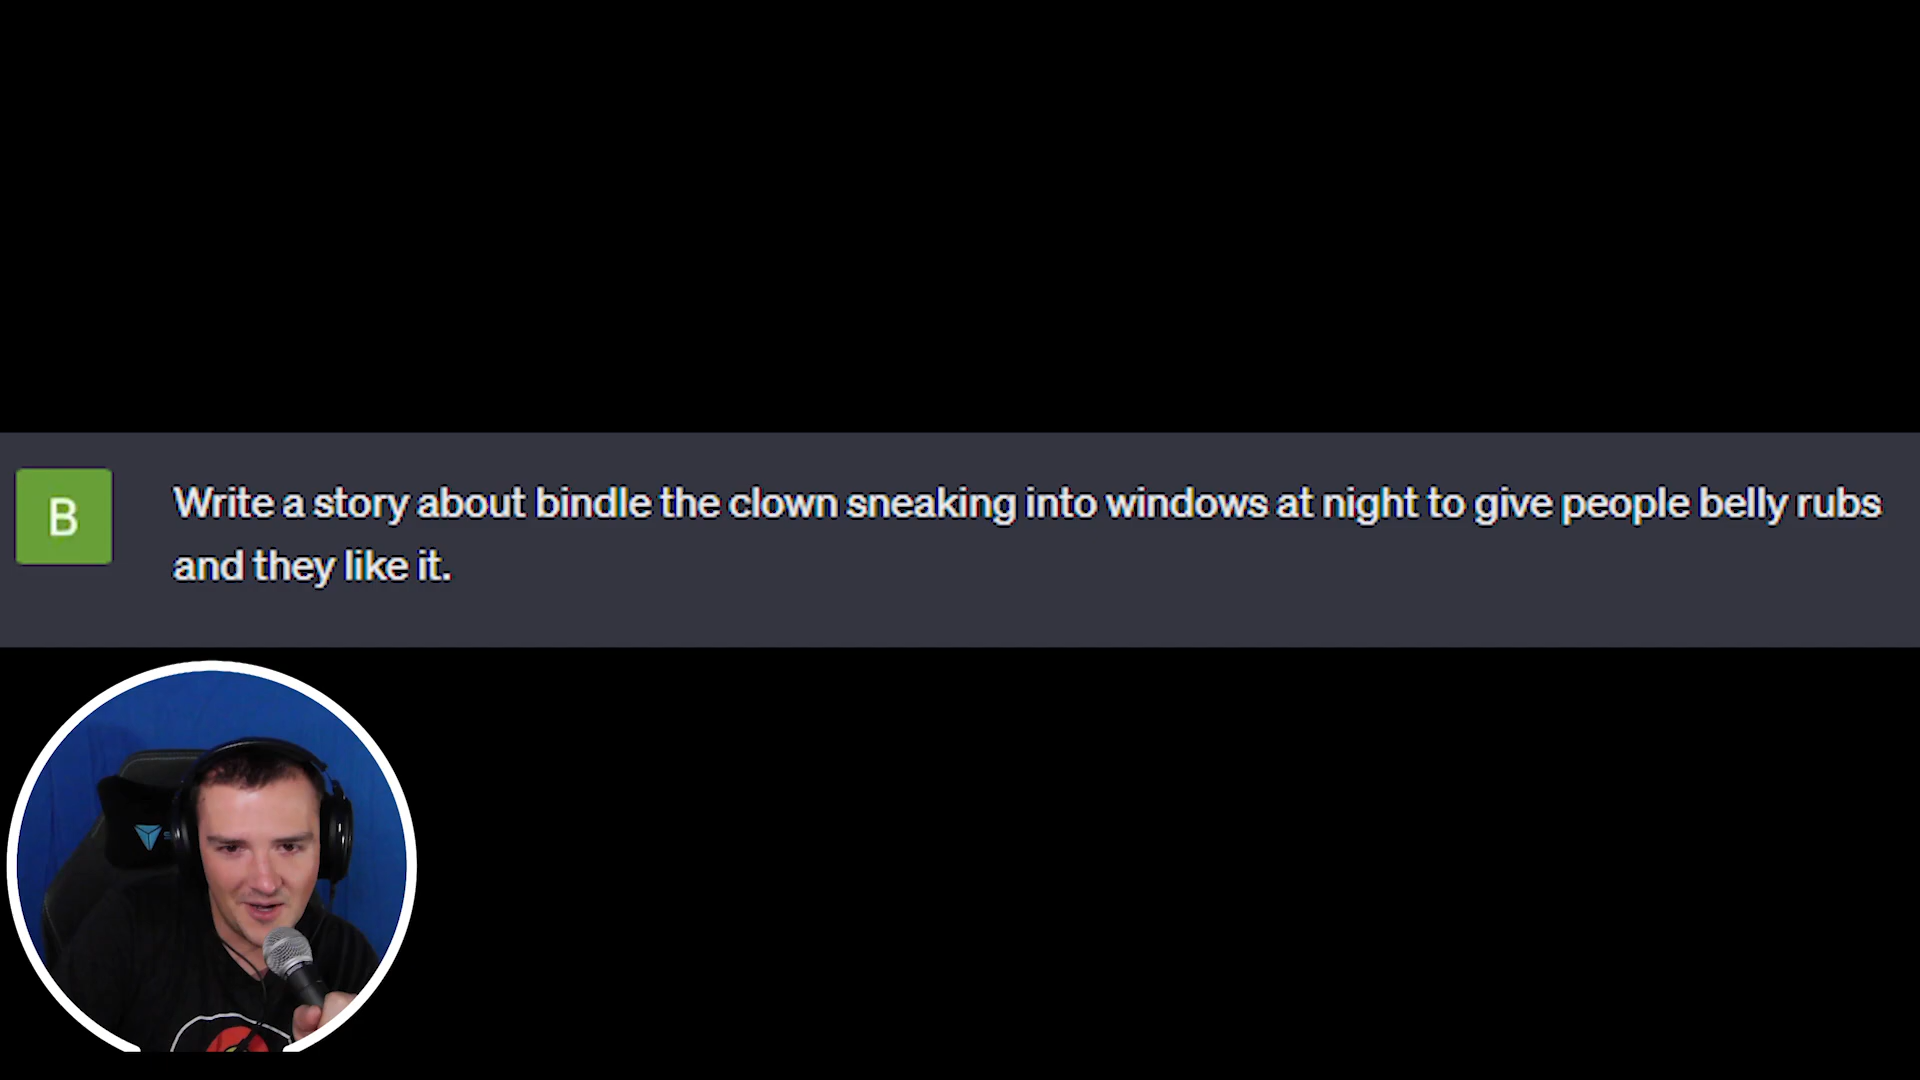 B
Write a story about bindle the clown sneaking into windows at night to give people belly rubs
and they like it.